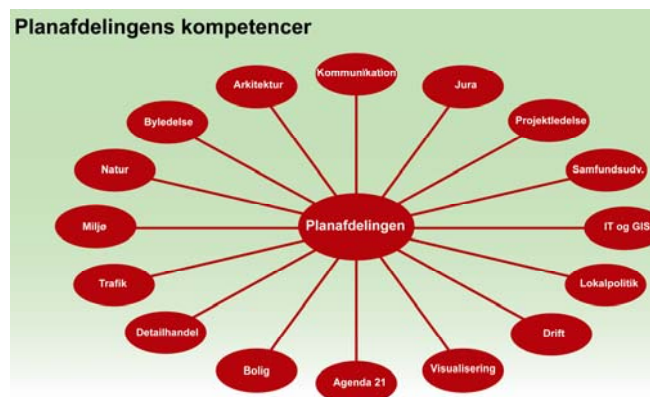 Planafdelingens kompetencer
Kommunikation
Arkitektur
Jura
Byledelse
Projektledelse
Natur
Samfundsudv.
Miljø
Planafdelingen
IT og GIS
Trafik
Lokalpolitik
Detailhandel
Drift
Bolig
Visualisering
Agenda 21